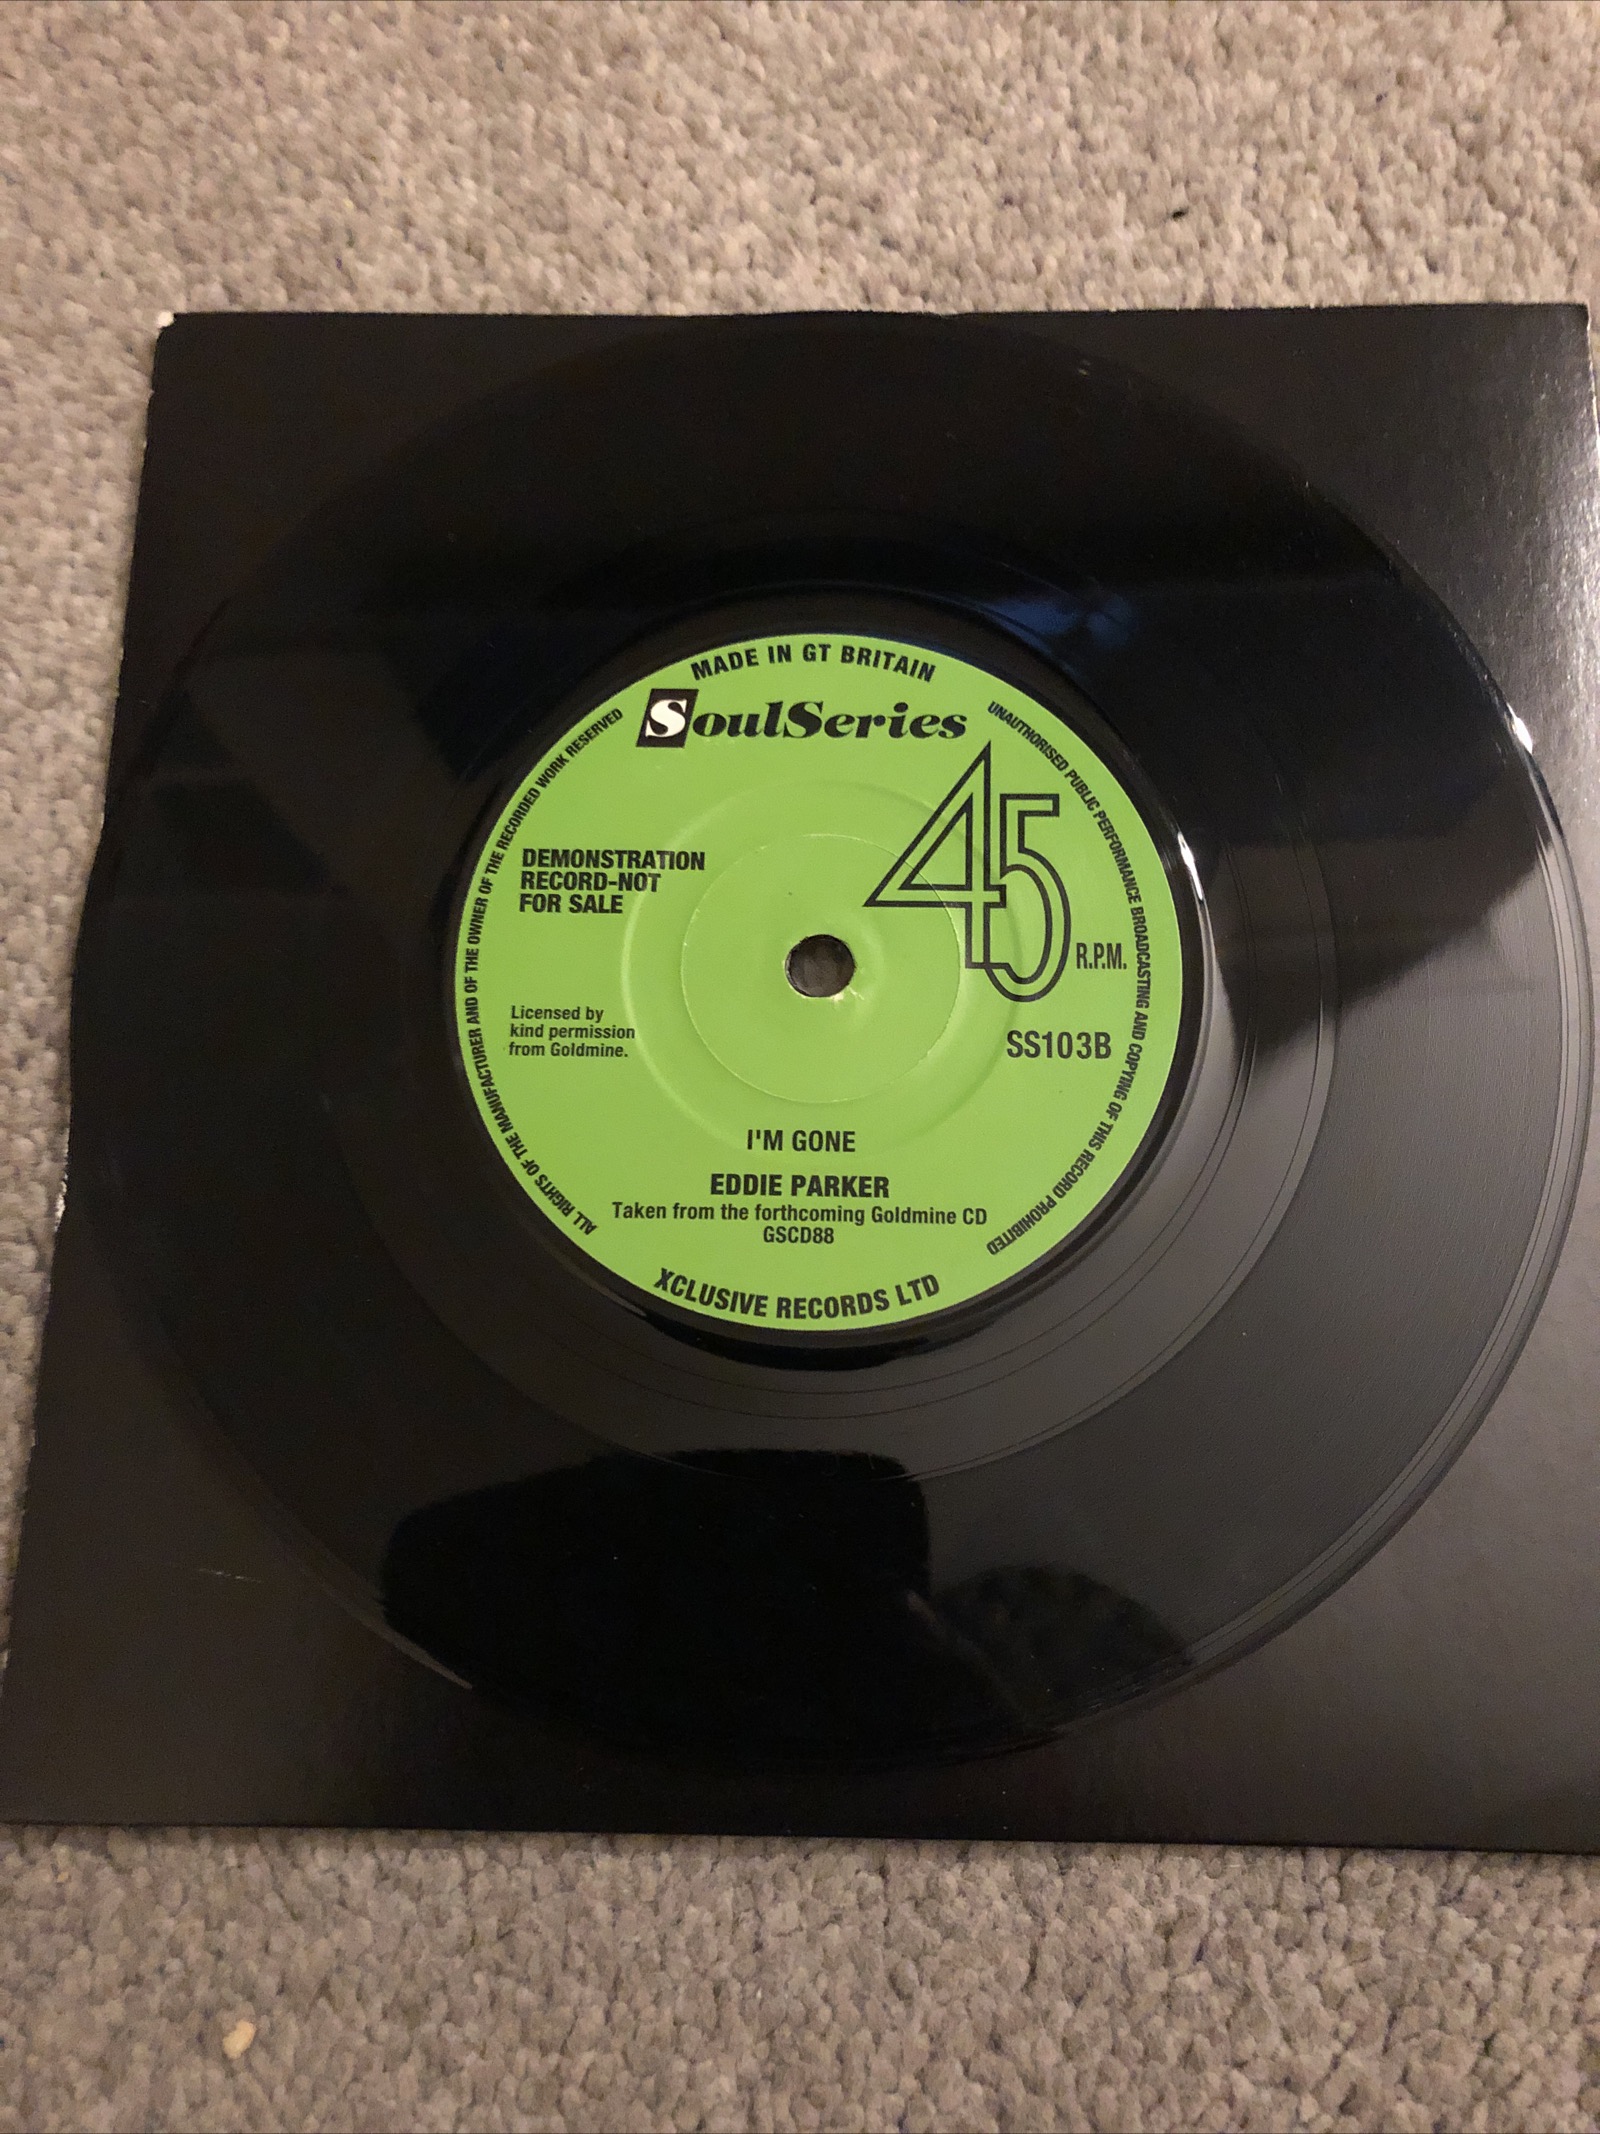 MADE IN GT BRITAIN
SoulSeries
ALL RIGHTS OF THE MANUFACTURER AND OF THE OWNER OF THE RECORDED WORK RESERVED
UNAUTHORISED PUBLIC PERFORMANCE BROADCASTING AND COPYING OF THIS RECORD PROHIBITED
DEMONSTRATION
RECORD-NOT
FOR SALE
45
R.P.M.
Licensed by
kind permission
from Goldmine.
SS103B
I'M GONE
EDDIE PARKER
Taken from the forthcoming Goldmine CD
GSCD88
XCLUSIVE RECORDS LTD